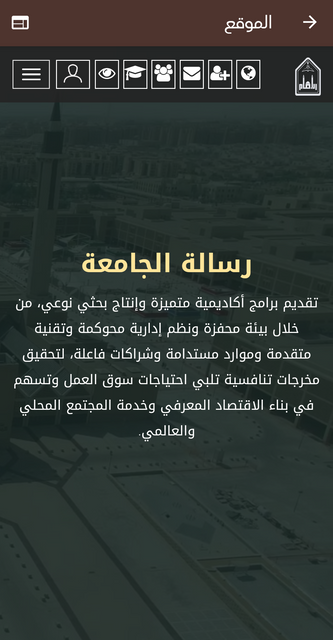 الموقع
رسالة الجامعة
تقديم برامج أكاديمية متميزة وإنتاج بحثي نوعي، من
خلال بيئة محفزة ونظم إدارية محوكمة وتقنية
متقدمة وموارد مستدامة وشراكات فاعلة، لتحقيق
مخرجات تنافسية تلبي احتياجات سوق العمل وتسهم
في بناء الاقتصاد المعرفي وخدمة المجتمع المحلي
والعالمي.